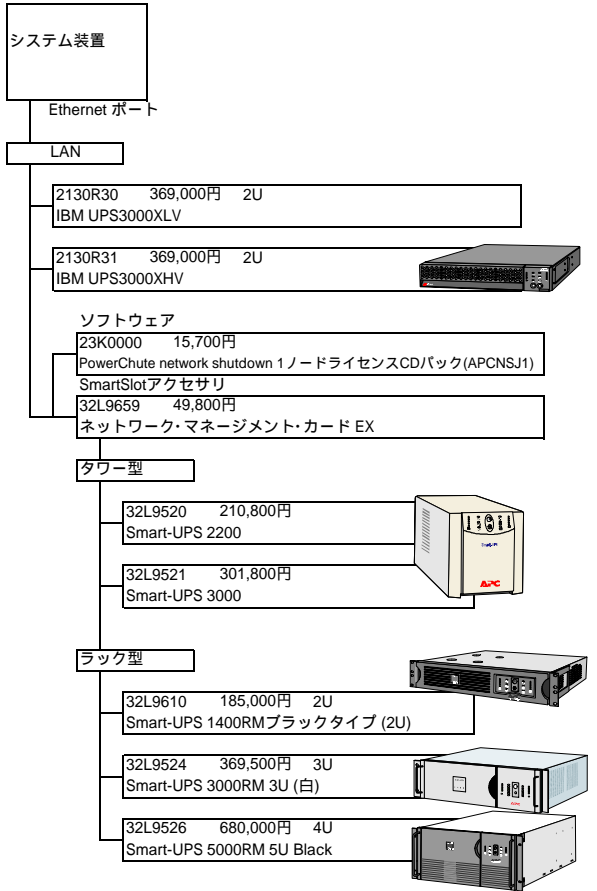 システム装置
Ethernet ポート
LAN
2130R30 369,000円 2U
IBM UPS3000XLV
2130R31 369,000円 2U
IBM UPS3000XHV
ソフトウェア
23K0000 15,700円
PowerChute network shutdown 1ノードライセンスCDパック(APCNSJ1)
SmartSlotアクセサリ
32L9659 49,800円
ネットワーク･マネージメント･カード EX
タワー型
32L9520 210,800円
Smart-UPS 2200
32L9521 301,800円
Smart-UPS 3000
APC
ラック型
32L9610 185,000円 2U
Smart-UPS 1400RMブラックタイプ (2U)
32L9524 369,500円 3U
Smart-UPS 3000RM 3U (白)
32L9526 680,000円 4U
Smart-UPS 5000RM 5U Black